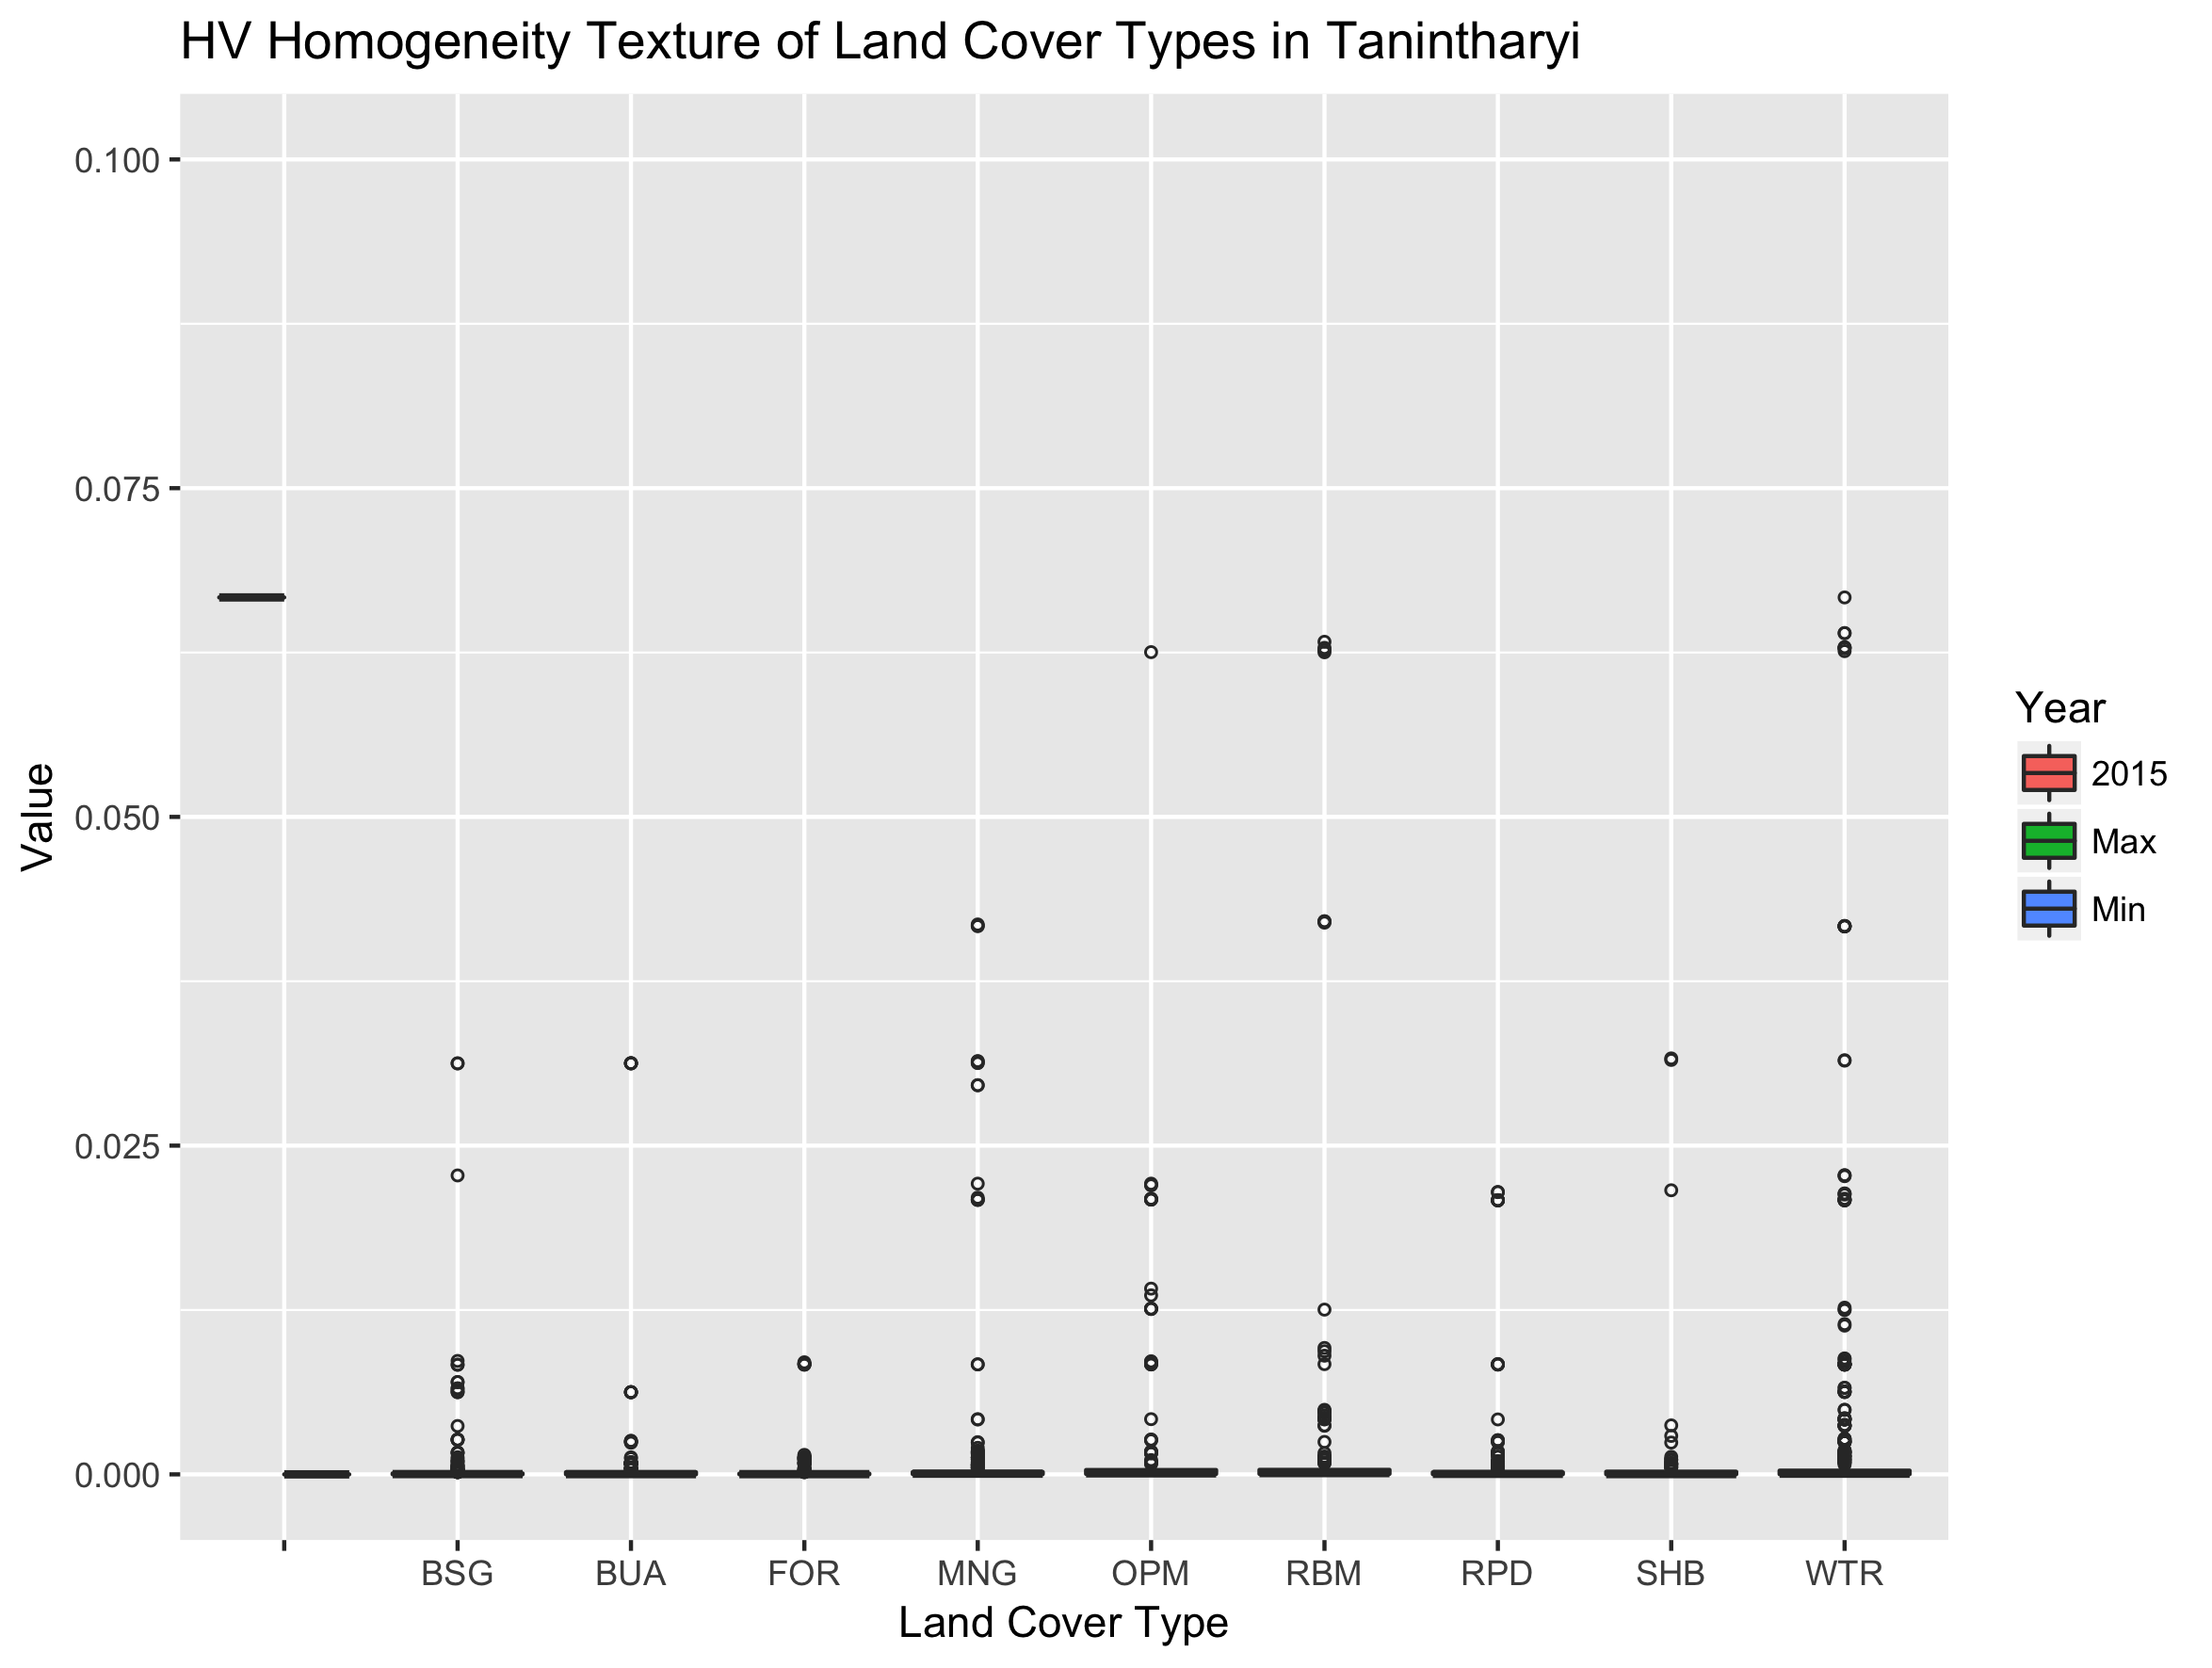 HV Homogeneity Texture of Land Cover Types in Tanintharyi
0.100
0.075
0.050
0.025
0.000
Value
BSG BUA FOR MNG OPM RBM RPD SHB WTR
Land Cover Type
Year
2015
Max
Min